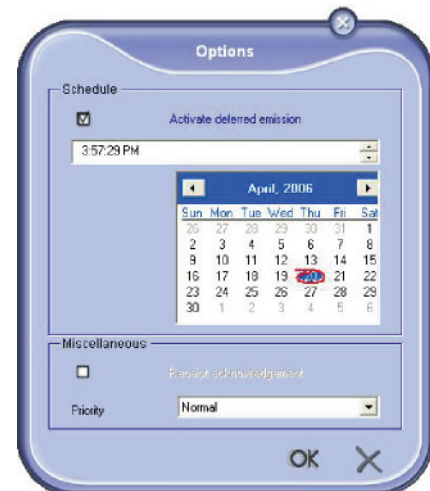 Options
Schedule
Activate deferred emission
3:57:29 PM
April, 2006
Sun Mon Tue Wed Thu Fri Sat
26 27 28 29 30 31 1
2 3 4 5 6 7 8
9 10 11 12 13 14 15
16 17 18 19 20 21 22
23 24 25 26 27 28 29
30 1 2 3 4 5 6
Miscellaneous
Receipt acknowledgement
Priority Normal
OK